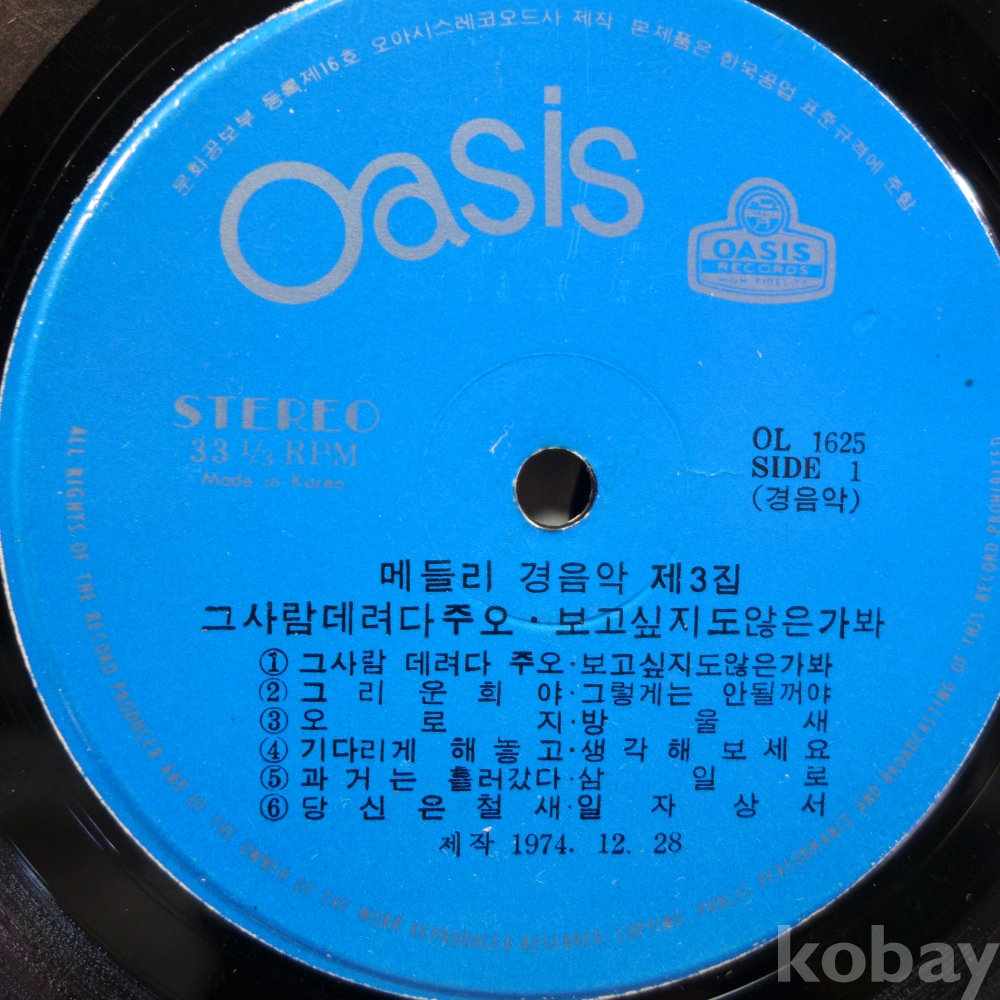 문화공보부 등록제16호 오아시스레코오드사 제작 본제품은 한국공업 표준규격에 준함.
Oasis
OASIS
RECORDS
HIGH FIDELITY
STEREO
33 1/3 RPM
Made in Korea
OL 1625
SIDE 1
(경음악)
메들리 경음악 제3집
그사람데려다주오·보고싶지도않은가봐
① 그사람 데려다 주오·보고싶지도않은가봐
② 그리운희야·그렇게는 안될꺼야
③ 오로지·방울새
④ 기다리게 해놓고·생각해 보세요
⑤ 과거는 흘러갔다·삼일로
⑥ 당신은철새·일자상서
제작 1974. 12. 28
ALL RIGHTS OF THE RECORD PRODUCER AND OF THE OWNER OF THE WORK REPRODUCED RELEASED. COPYING, PUBLIC PERFORMANCE AND BROADCASTING OF THIS RECORD PROHIBITED
kobay